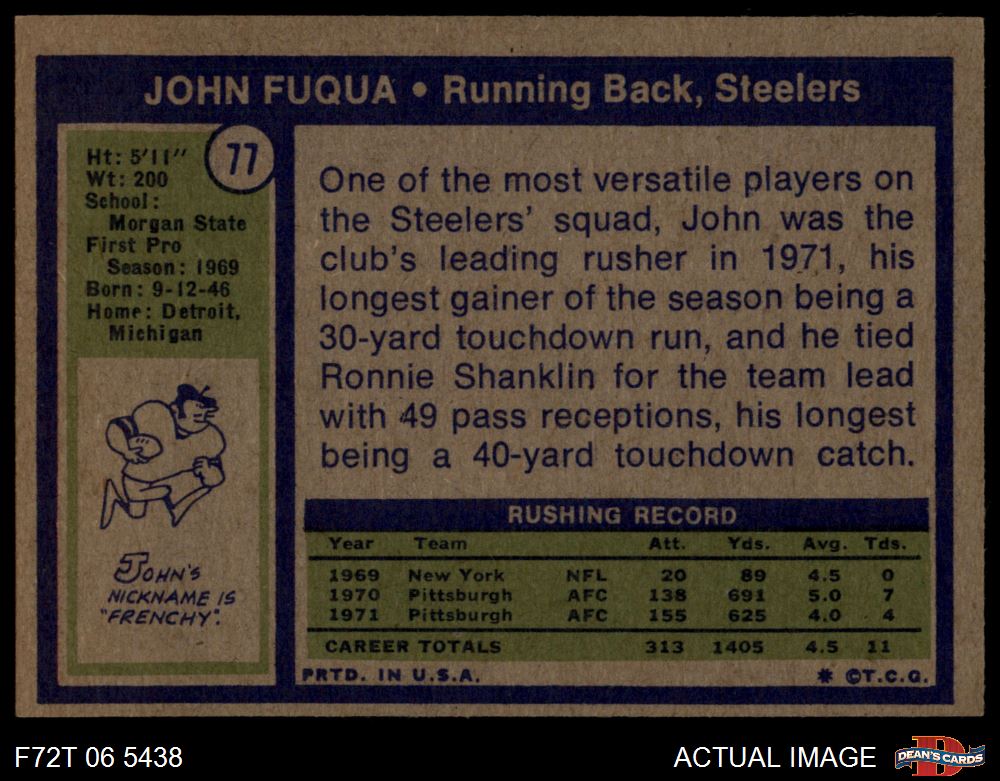 JOHN FUQUA • Running Back, Steelers
77
Ht: 5'11"
Wt: 200
School:
Morgan State
First Pro
Season: 1969
Born: 9-12-46
Home: Detroit,
Michigan
JOHN'S
NICKNAME IS
"FRENCHY".
One of the most versatile players on
the Steelers' squad, John was the
club's leading rusher in 1971, his
longest gainer of the season being a
30-yard touchdown run, and he tied
Ronnie Shanklin for the team lead
with 49 pass receptions, his longest
being a 40-yard touchdown catch.
RUSHING RECORD
Year Team Att. Yds. Avg. Tds.
1969 New York NFL 20 89 4.5 0
1970 Pittsburgh AFC 138 691 5.0 7
1971 Pittsburgh AFC 155 625 4.0 4
CAREER TOTALS 313 1405 4.5 11
PRTD. IN U.S.A. * ©T.C.G.
F72T 06 5438
ACTUAL IMAGE
D
DEAN'S CARDS